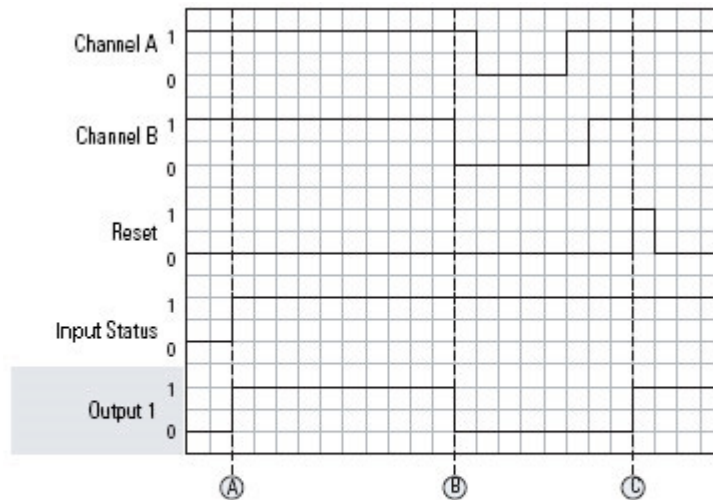 Channel A 1
0
Channel B 1
0
Reset 1
0
Input Status 1
0
Output 1 1
0
A B C